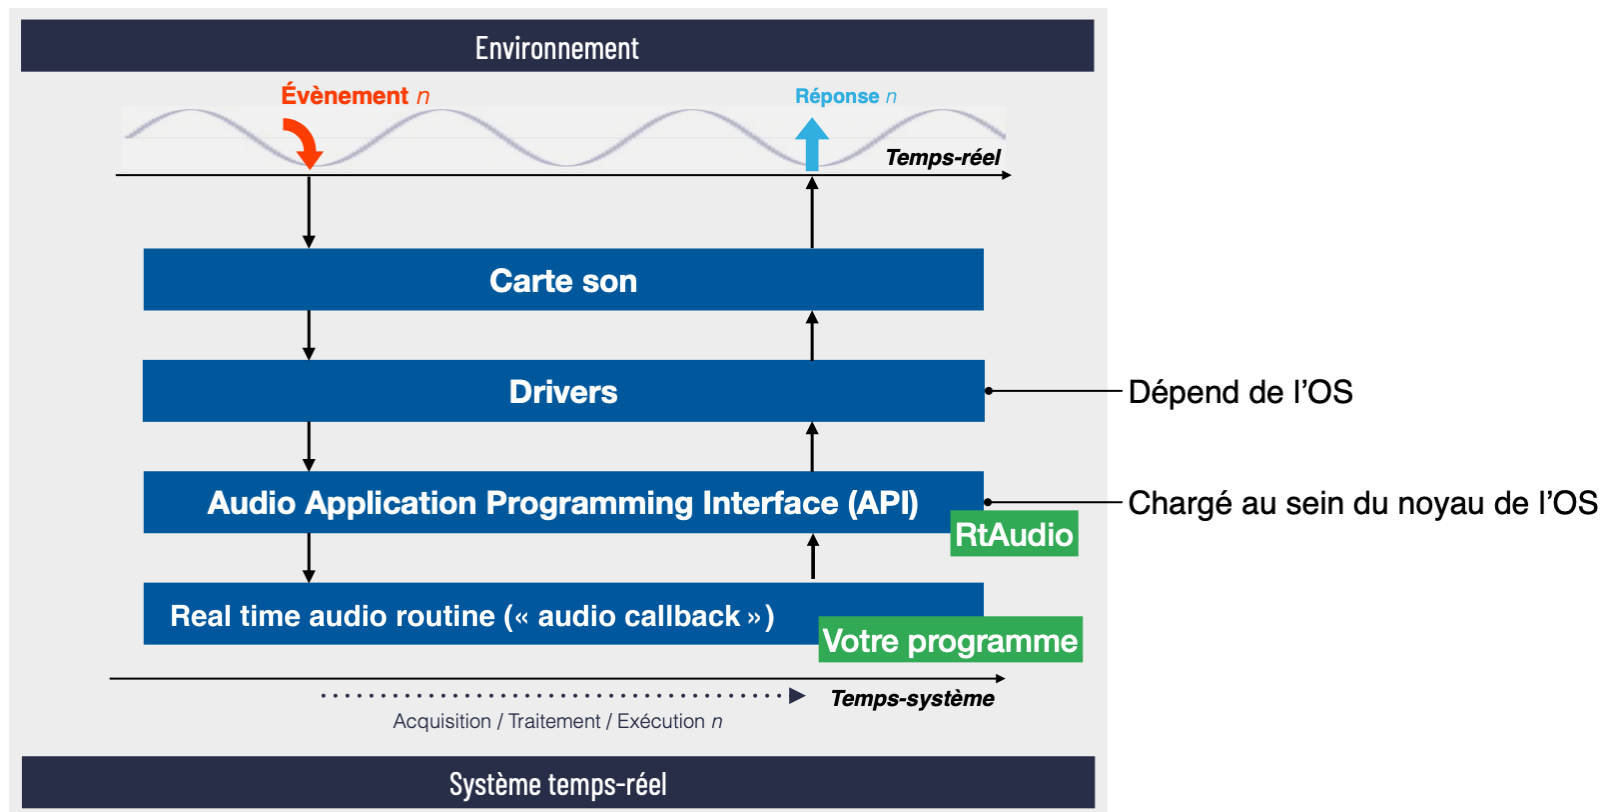 Environnement
Évènement n
Réponse n
Temps-réel
Carte son
Drivers
Dépend de l’OS
Audio Application Programming Interface (API)
Chargé au sein du noyau de l’OS
RtAudio
Real time audio routine (« audio callback »)
Votre programme
Temps-système
Acquisition / Traitement / Exécution n
Système temps-réel